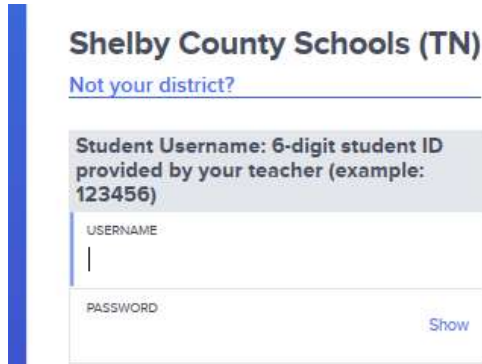 Shelby County Schools (TN)
Not your district?
Student Username: 6-digit student ID
provided by your teacher (example:
123456)
USERNAME
PASSWORD
Show